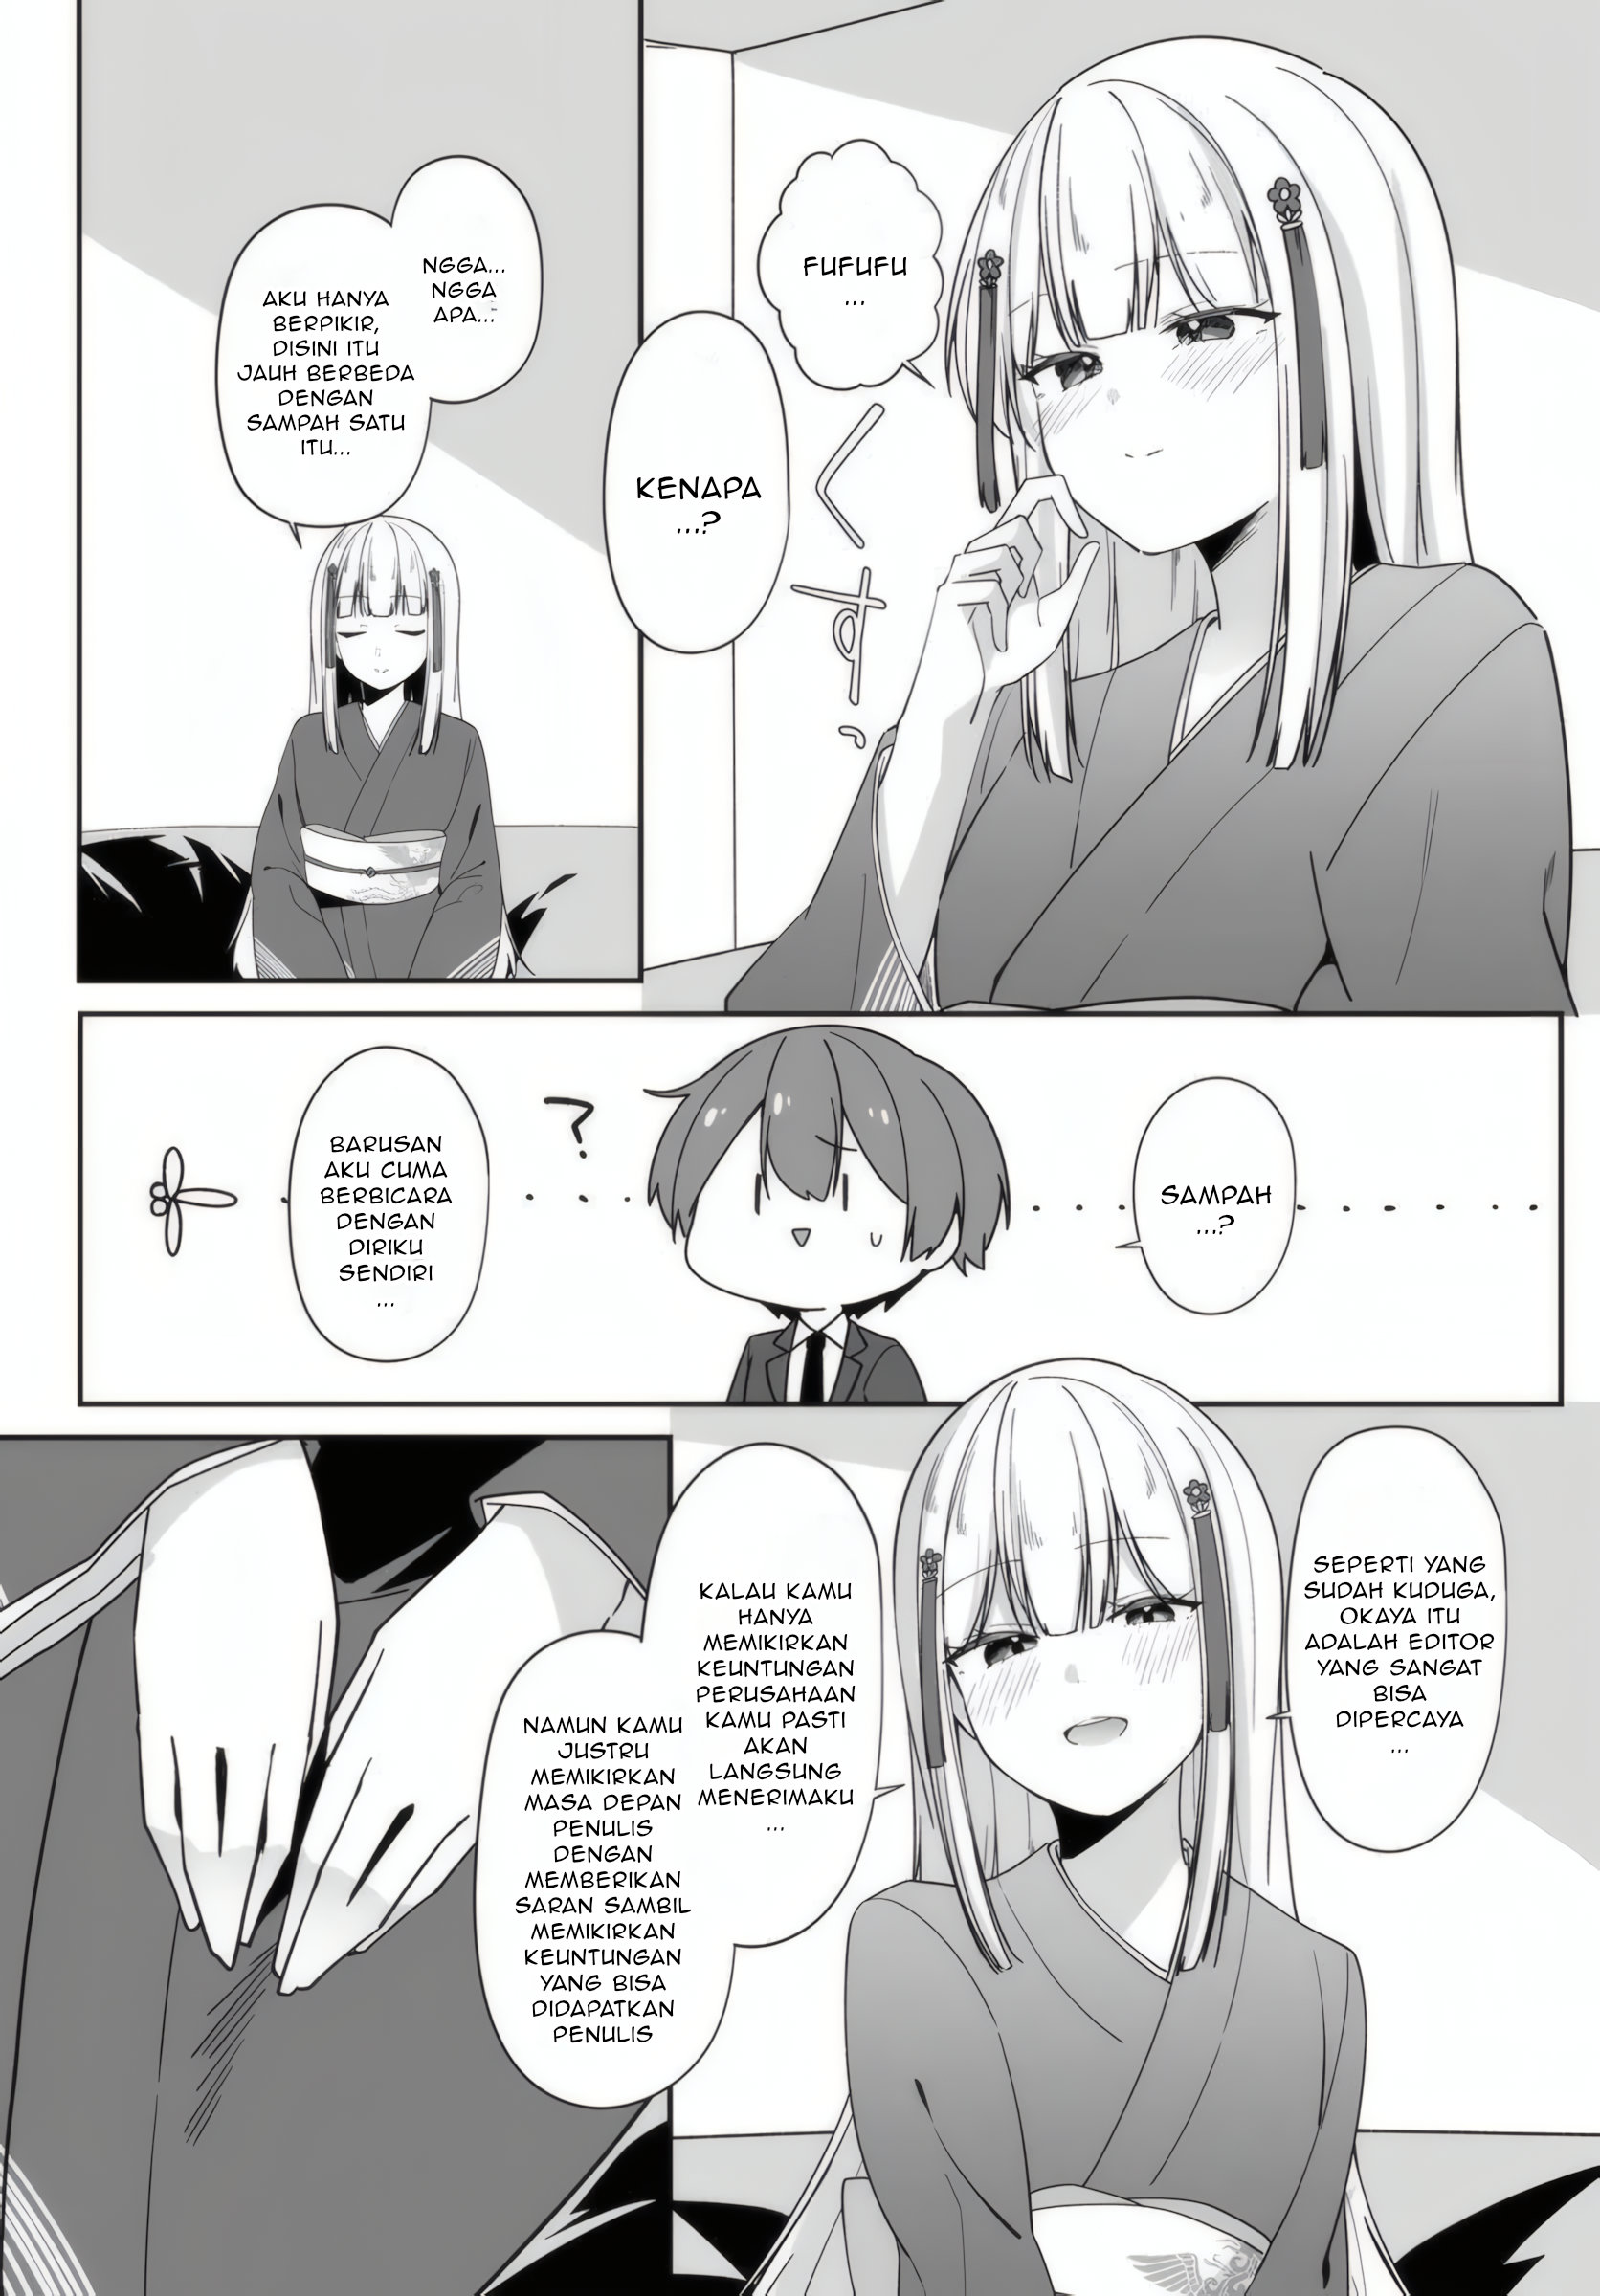 FUFUFU
...
くすっ
KENAPA
...?
NGGA...
NGGA
APA...
AKU HANYA
BERPIKIR,
DISINI ITU
JAUH BERBEDA
DENGAN
SAMPAH SATU
ITU...
SAMPAH
...?
?
BARUSAN
AKU CUMA
BERBICARA
DENGAN
DIRIKU
SENDIRI
...
SEPERTI YANG
SUDAH KUDUGA,
OKAYA ITU
ADALAH EDITOR
YANG SANGAT
BISA
DIPERCAYA
...
KALAU KAMU
HANYA
MEMIKIRKAN
KEUNTUNGAN
PERUSAHAAN
KAMU PASTI
AKAN
LANGSUNG
MENERIMAKU
...
NAMUN KAMU
JUSTRU
MEMIKIRKAN
MASA DEPAN
PENULIS
DENGAN
MEMBERIKAN
SARAN SAMBIL
MEMIKIRKAN
KEUNTUNGAN
YANG BISA
DIDAPATKAN
PENULIS